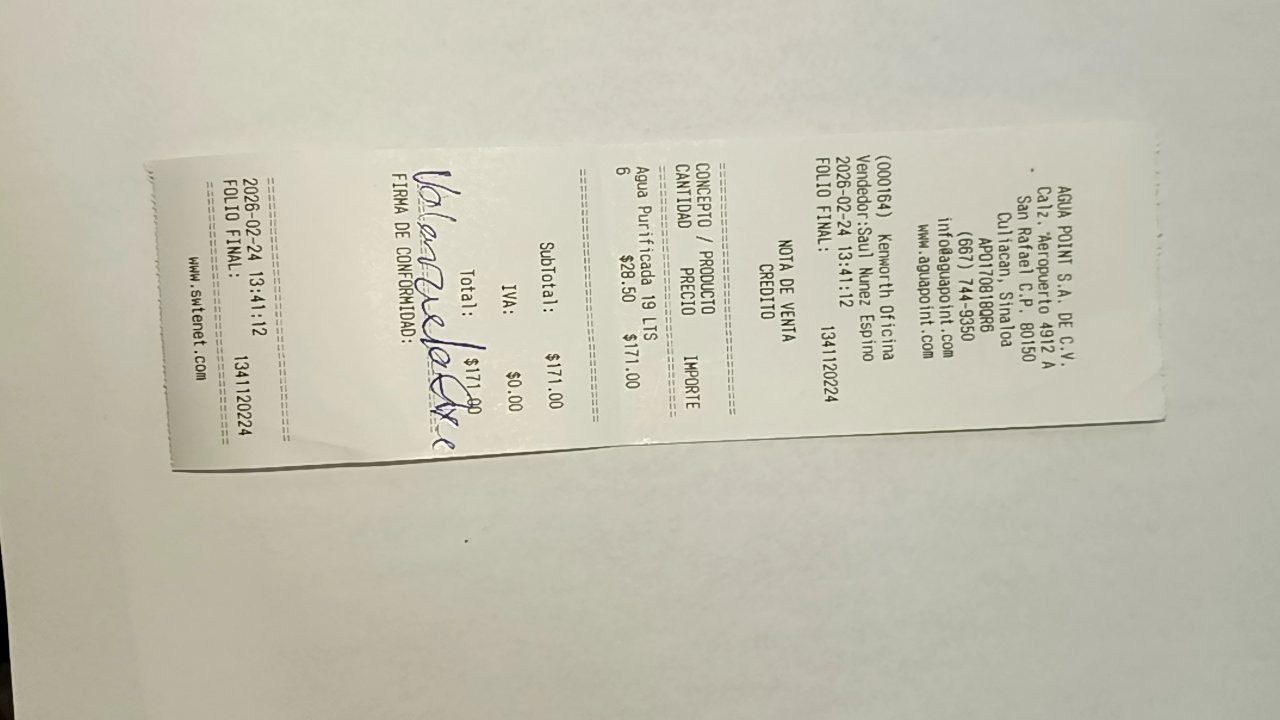 AGUA POINT S.A. DE C.V.
Calz. Aeropuerto 4912 A
San Rafael C.P. 80150
Culiacan, Sinaloa
APO170818QR6
(667) 744-9350
info@aguapoint.com
www.aguapoint.com
(000164) Kenworth Oficina
Vendedor:Saul Nunez Espino
2026-02-24 13:41:12
FOLIO FINAL: 1341120224
NOTA DE VENTA
CREDITO
========================
CONCEPTO / PRODUCTO
CANTIDAD PRECIO IMPORTE
========================
Agua Purificada 19 LTS
6 $28.50 $171.00
========================
SubTotal: $171.00
IVA: $0.00
Total: $171.00
Valenzuela
FIRMA DE CONFORMIDAD:
========================
2026-02-24 13:41:12
FOLIO FINAL: 1341120224
========================
www.swtenet.com